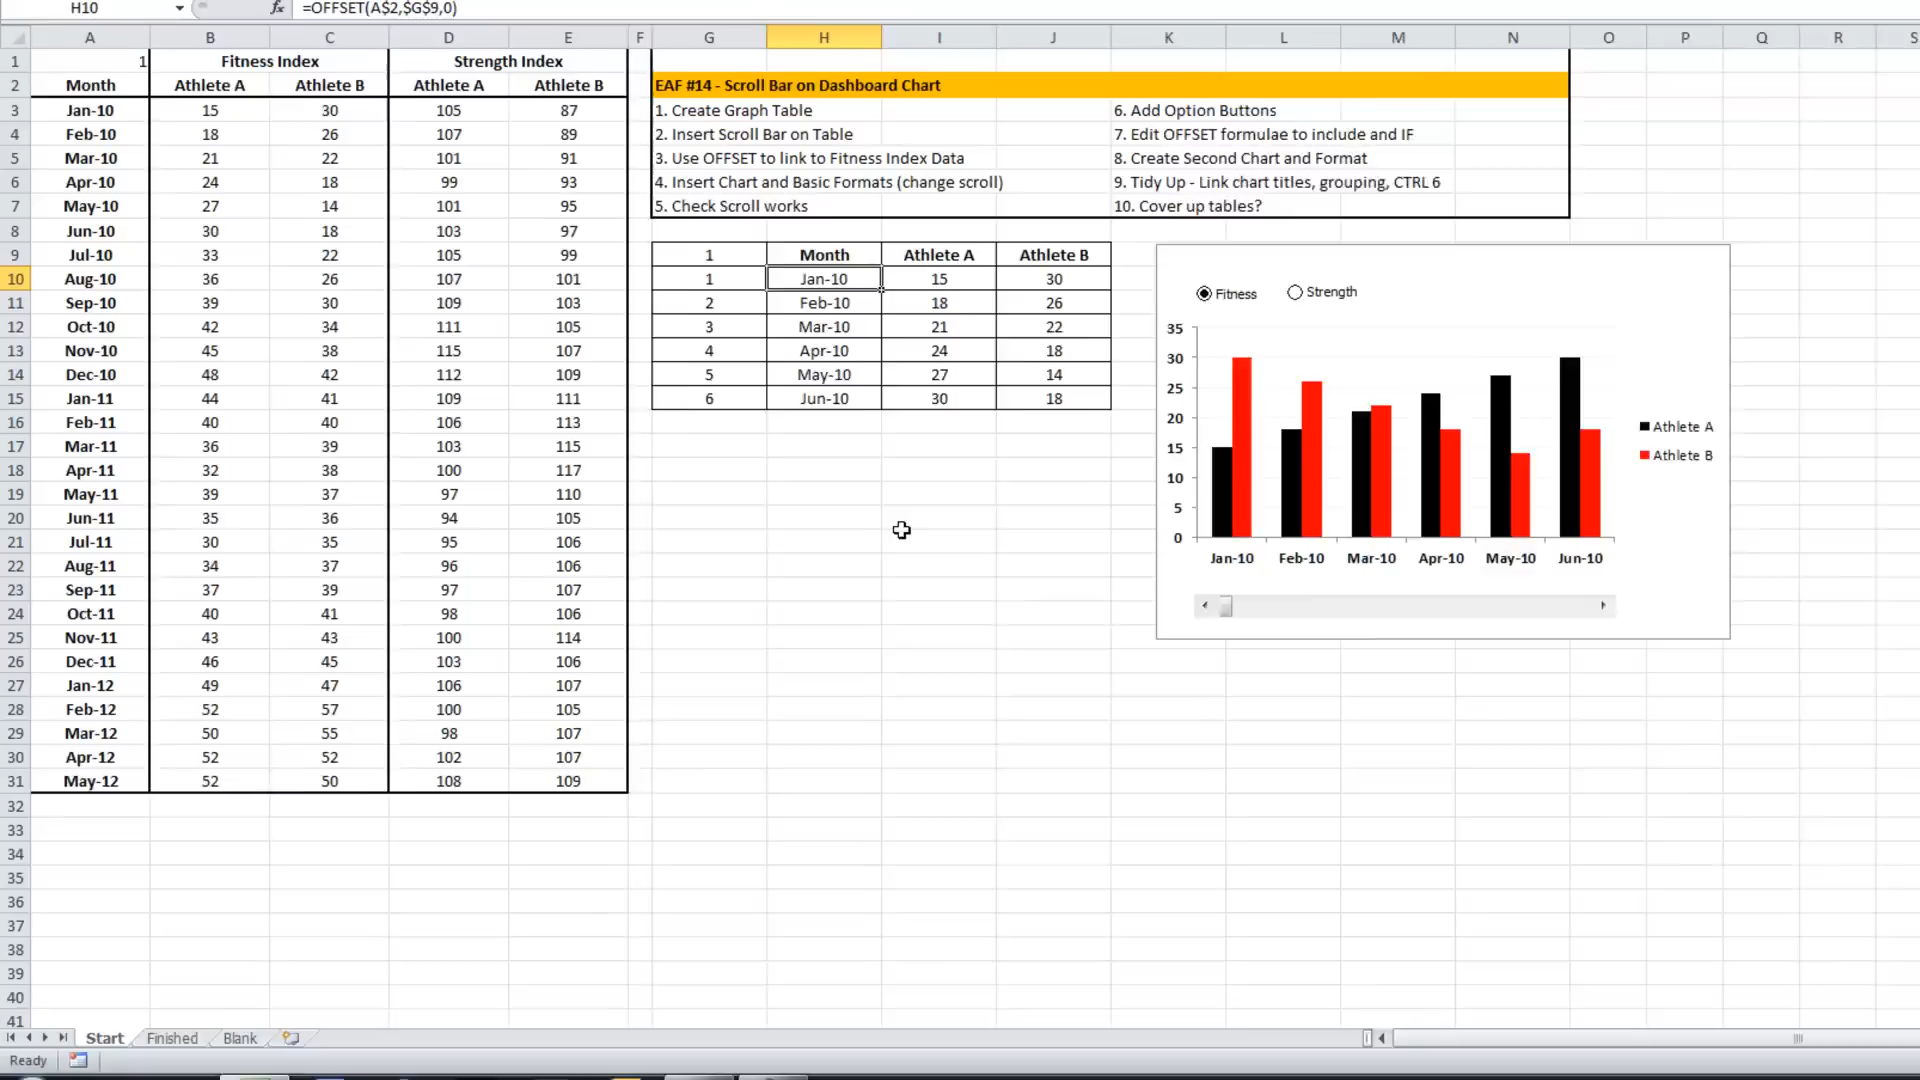 H10 fx =OFFSET(A$2,$G$9,0)
A B C D E F G H I J K L M N O P Q R S
1 1 Fitness Index Strength Index
2 Month Athlete A Athlete B Athlete A Athlete B EAF #14 - Scroll Bar on Dashboard Chart
3 Jan-10 15 30 105 87 1. Create Graph Table 6. Add Option Buttons
4 Feb-10 18 26 107 89 2. Insert Scroll Bar on Table 7. Edit OFFSET formulae to include and IF
5 Mar-10 21 22 101 91 3. Use OFFSET to link to Fitness Index Data 8. Create Second Chart and Format
6 Apr-10 24 18 99 93 4. Insert Chart and Basic Formats (change scroll) 9. Tidy Up - Link chart titles, grouping, CTRL 6
7 May-10 27 14 101 95 5. Check Scroll works 10. Cover up tables?
8 Jun-10 30 18 103 97
9 Jul-10 33 22 105 99 1 Month Athlete A Athlete B
10 Aug-10 36 26 107 101 1 Jan-10 15 30
11 Sep-10 39 30 109 103 2 Feb-10 18 26
12 Oct-10 42 34 111 105 3 Mar-10 21 22
13 Nov-10 45 38 115 107 4 Apr-10 24 18
14 Dec-10 48 42 112 109 5 May-10 27 14
15 Jan-11 44 41 109 111 6 Jun-10 30 18
16 Feb-11 40 40 106 113
17 Mar-11 36 39 103 115
18 Apr-11 32 38 100 117
19 May-11 39 37 97 110
20 Jun-11 35 36 94 105
21 Jul-11 30 35 95 106
22 Aug-11 34 37 96 106
23 Sep-11 37 39 97 107
24 Oct-11 40 41 98 106
25 Nov-11 43 43 100 114
26 Dec-11 46 45 103 106
27 Jan-12 49 47 106 107
28 Feb-12 52 57 100 105
29 Mar-12 50 55 98 107
30 Apr-12 52 52 102 107
31 May-12 52 50 108 109
32
33
34
35
36
37
38
39
40
41
Fitness Strength
35
30
25
20
15
10
5
0
Athlete A
Athlete B
Jan-10 Feb-10 Mar-10 Apr-10 May-10 Jun-10
Start Finished Blank
Ready